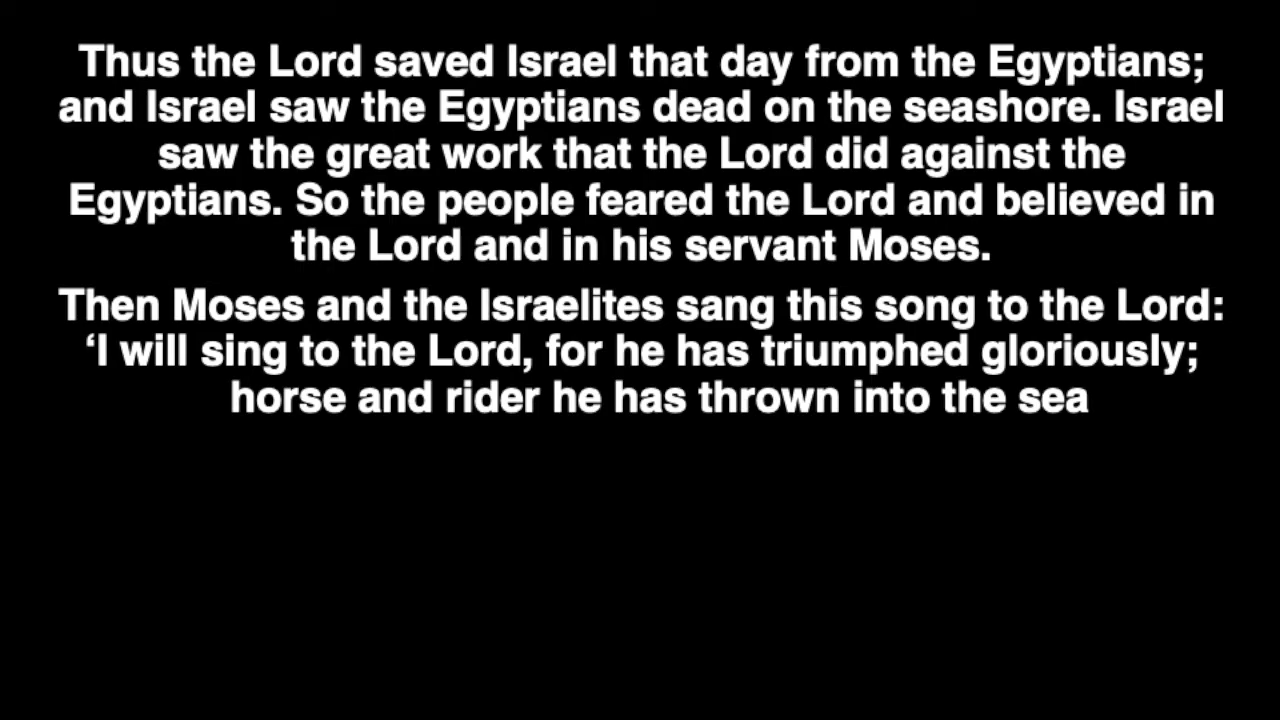 Thus the Lord saved Israel that day from the Egyptians;
and Israel saw the Egyptians dead on the seashore. Israel
saw the great work that the Lord did against the
Egyptians. So the people feared the Lord and believed in
the Lord and in his servant Moses.
Then Moses and the Israelites sang this song to the Lord:
‘I will sing to the Lord, for he has triumphed gloriously;
horse and rider he has thrown into the sea